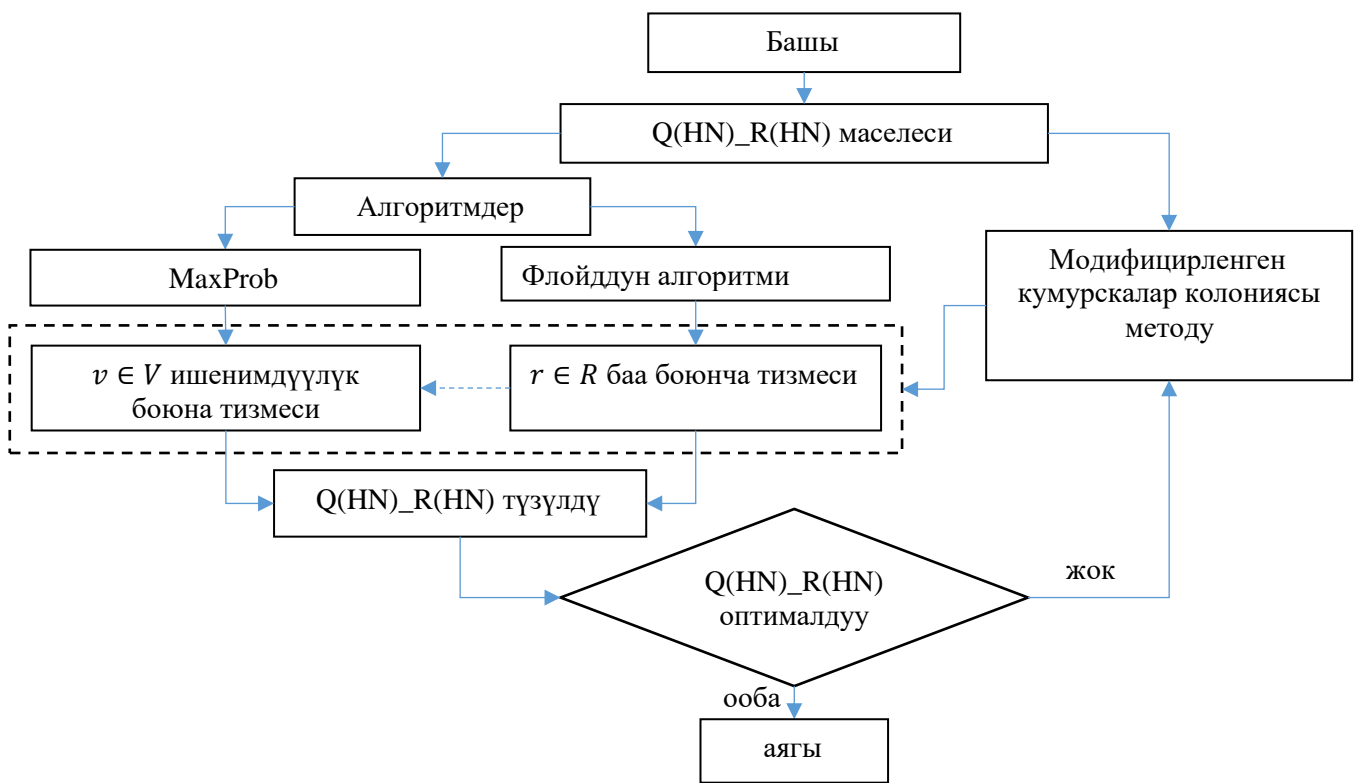 Башы
Q(HN)_R(HN) маселеси
Алгоритмдер
MaxProb
Флойддун алгоритми
Модифицирленген
кумурскалар колониясы
методу
𝑣 ∈ 𝑉 ишенимдүүлүк
боюна тизмеси
𝑟 ∈ 𝑅 баа боюнча тизмеси
Q(HN)_R(HN) түзүлдү
Q(HN)_R(HN)
оптималдуу
жок
ооба
аягы